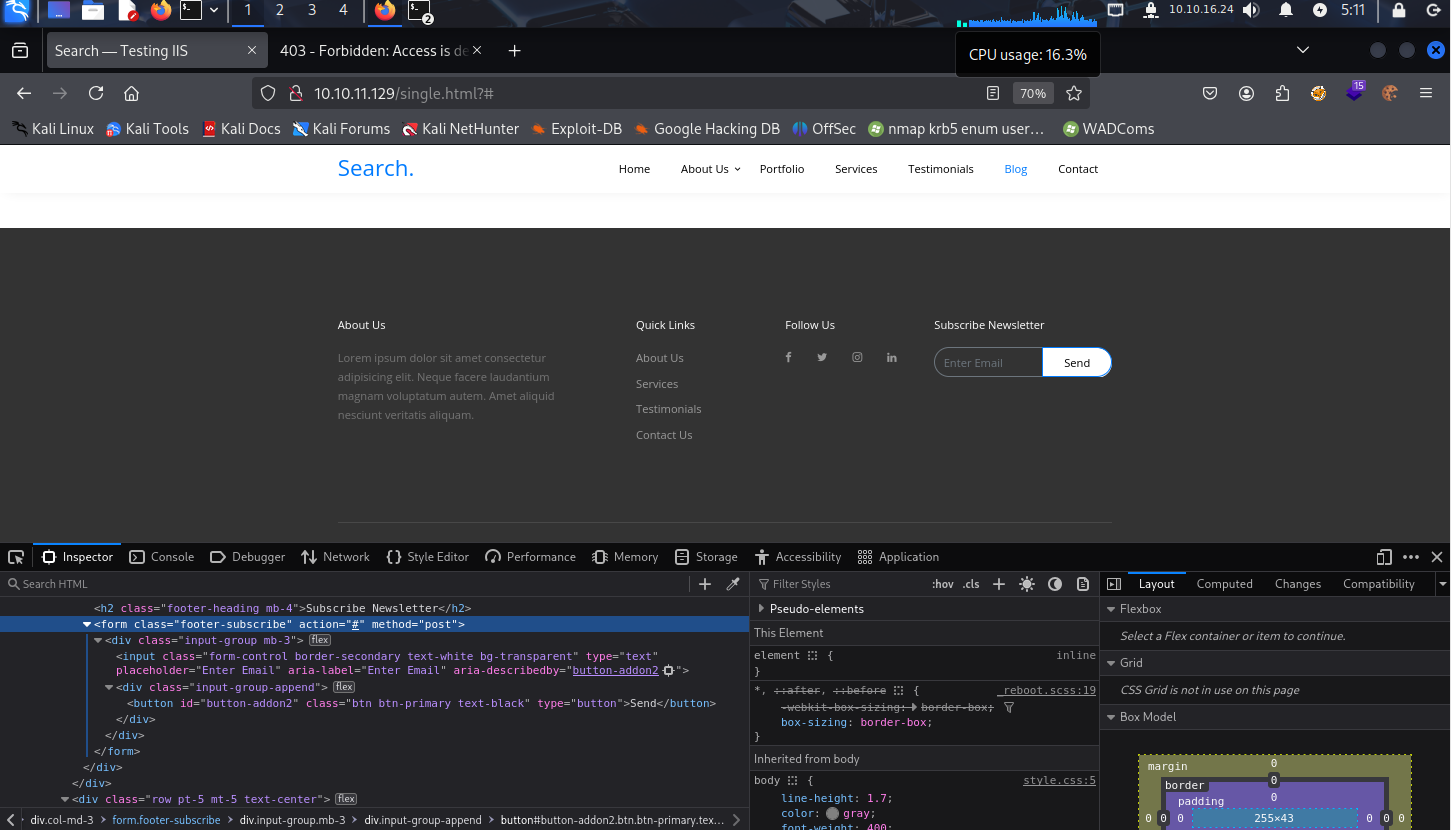 1 2 3 4 2 10.10.16.24 5:11
Search — Testing IIS 403 - Forbidden: Access is de
CPU usage: 16.3%
10.10.11.129/single.html?# 70% 15
Kali Linux Kali Tools Kali Docs Kali Forums Kali NetHunter Exploit-DB Google Hacking DB OffSec nmap krb5 enum user… WADComs
Search. Home About Us Portfolio Services Testimonials Blog Contact
About Us Quick Links Follow Us Subscribe Newsletter
Lorem ipsum dolor sit amet consectetur
adipisicing elit. Neque facere laudantium
magnam voluptatum autem. Amet aliquid
nesciunt veritatis aliquam.
About Us
Services
Testimonials
Contact Us
Enter Email Send
Inspector Console Debugger Network Style Editor Performance Memory Storage Accessibility Application
Search HTML
<h2 class="footer-heading mb-4">Subscribe Newsletter</h2>
<form class="footer-subscribe" action="#" method="post">
<div class="input-group mb-3"> flex
<input class="form-control border-secondary text-white bg-transparent" type="text"
placeholder="Enter Email" aria-label="Enter Email" aria-describedby="button-addon2">
<div class="input-group-append"> flex
<button id="button-addon2" class="btn btn-primary text-black" type="button">Send</button>
</div>
</div>
</form>
</div>
</div>
<div class="row pt-5 mt-5 text-center"> flex
div.col-md-3 form.footer-subscribe div.input-group.mb-3 div.input-group-append button#button-addon2.btn.btn-primary.tex…
Filter Styles :hov .cls
Pseudo-elements
This Element
element { inline
}
*, ::after, ::before { _reboot.scss:19
-webkit-box-sizing: border-box;
box-sizing: border-box;
}
Inherited from body
body { style.css:5
line-height: 1.7;
color: gray;
font-weight: 400;
Layout Computed Changes Compatibility
Flexbox
Select a Flex container or item to continue.
Grid
CSS Grid is not in use on this page
Box Model
margin 0
border 0
padding 0
0 0 0 255×43 0 0 0